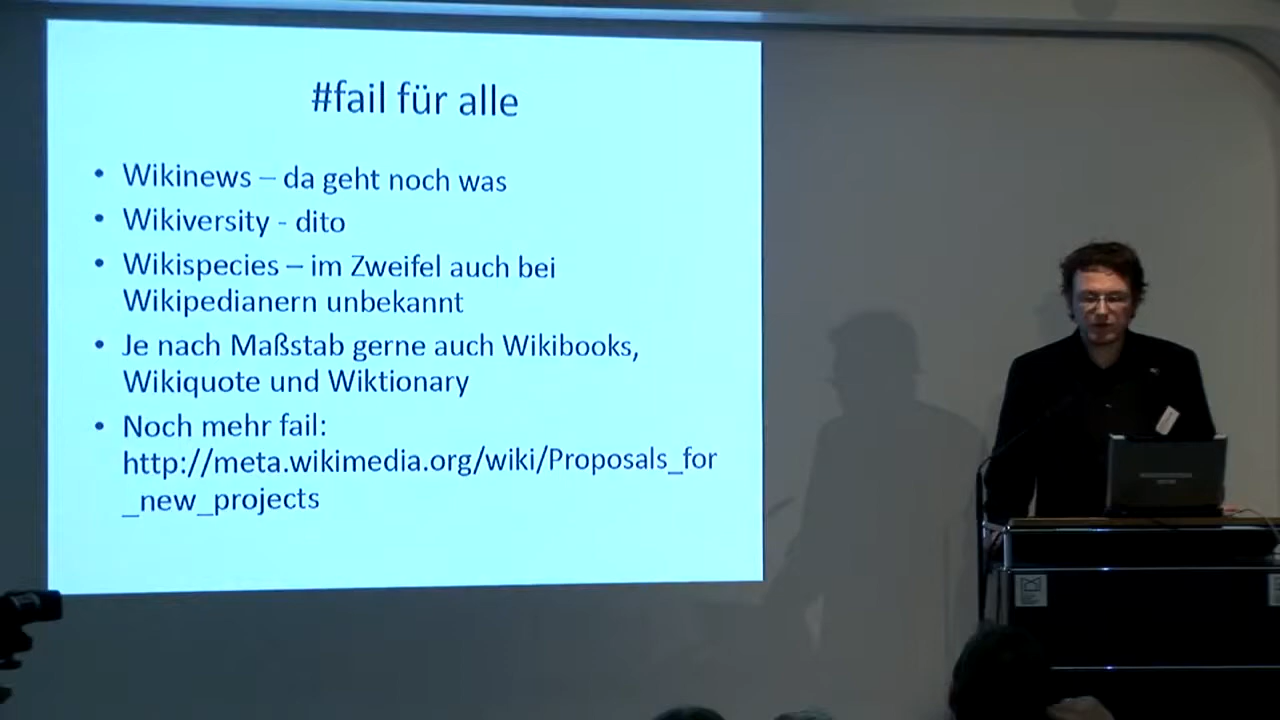 #fail für alle
• Wikinews – da geht noch was
• Wikiversity - dito
• Wikispecies – im Zweifel auch bei
Wikipedianern unbekannt
• Je nach Maßstab gerne auch Wikibooks,
Wikiquote und Wiktionary
• Noch mehr fail:
http://meta.wikimedia.org/wiki/Proposals_for
_new_projects